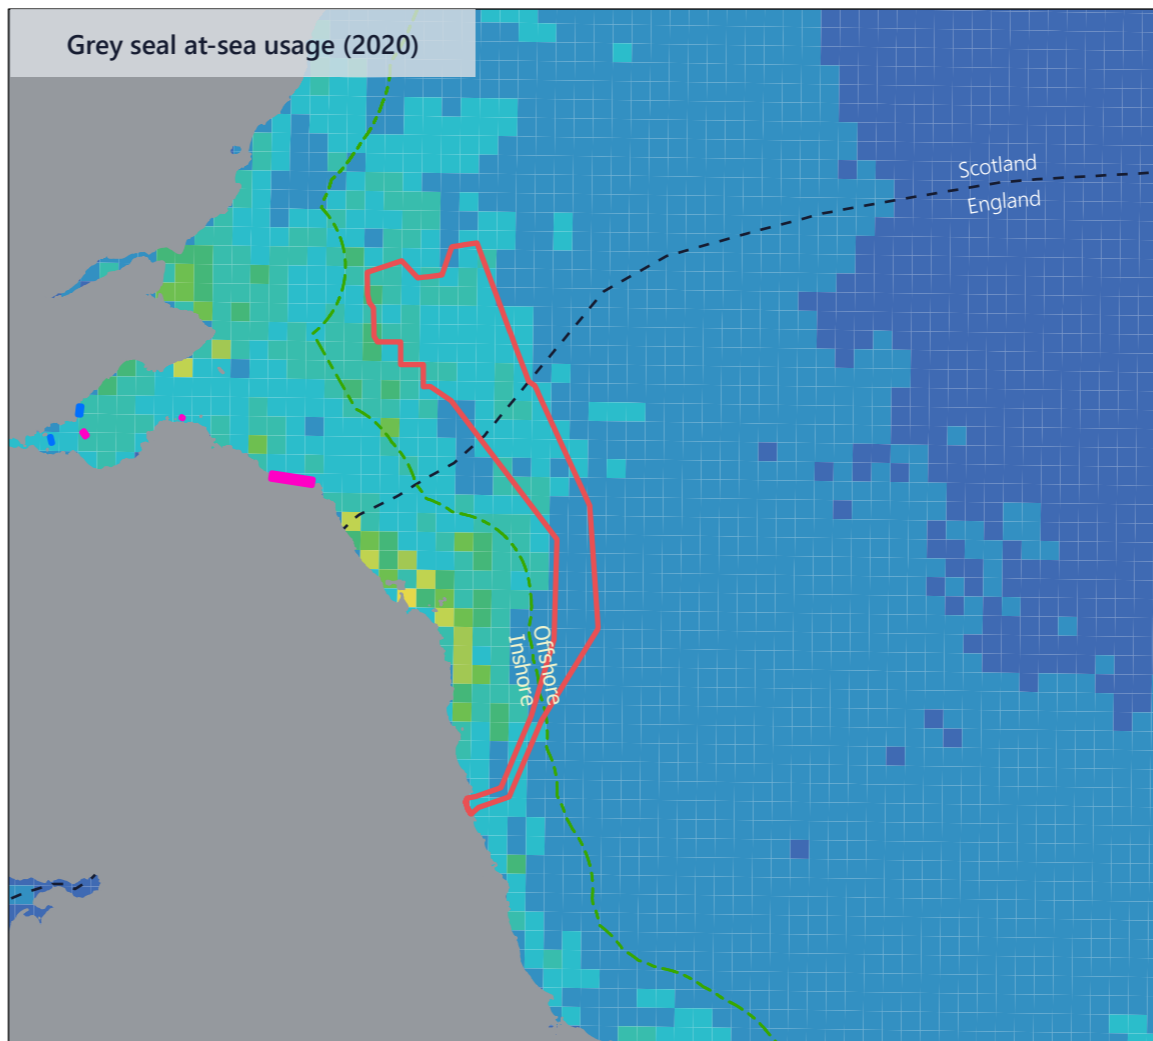 Grey seal at-sea usage (2020)
Scotland
England
Offshore
Inshore